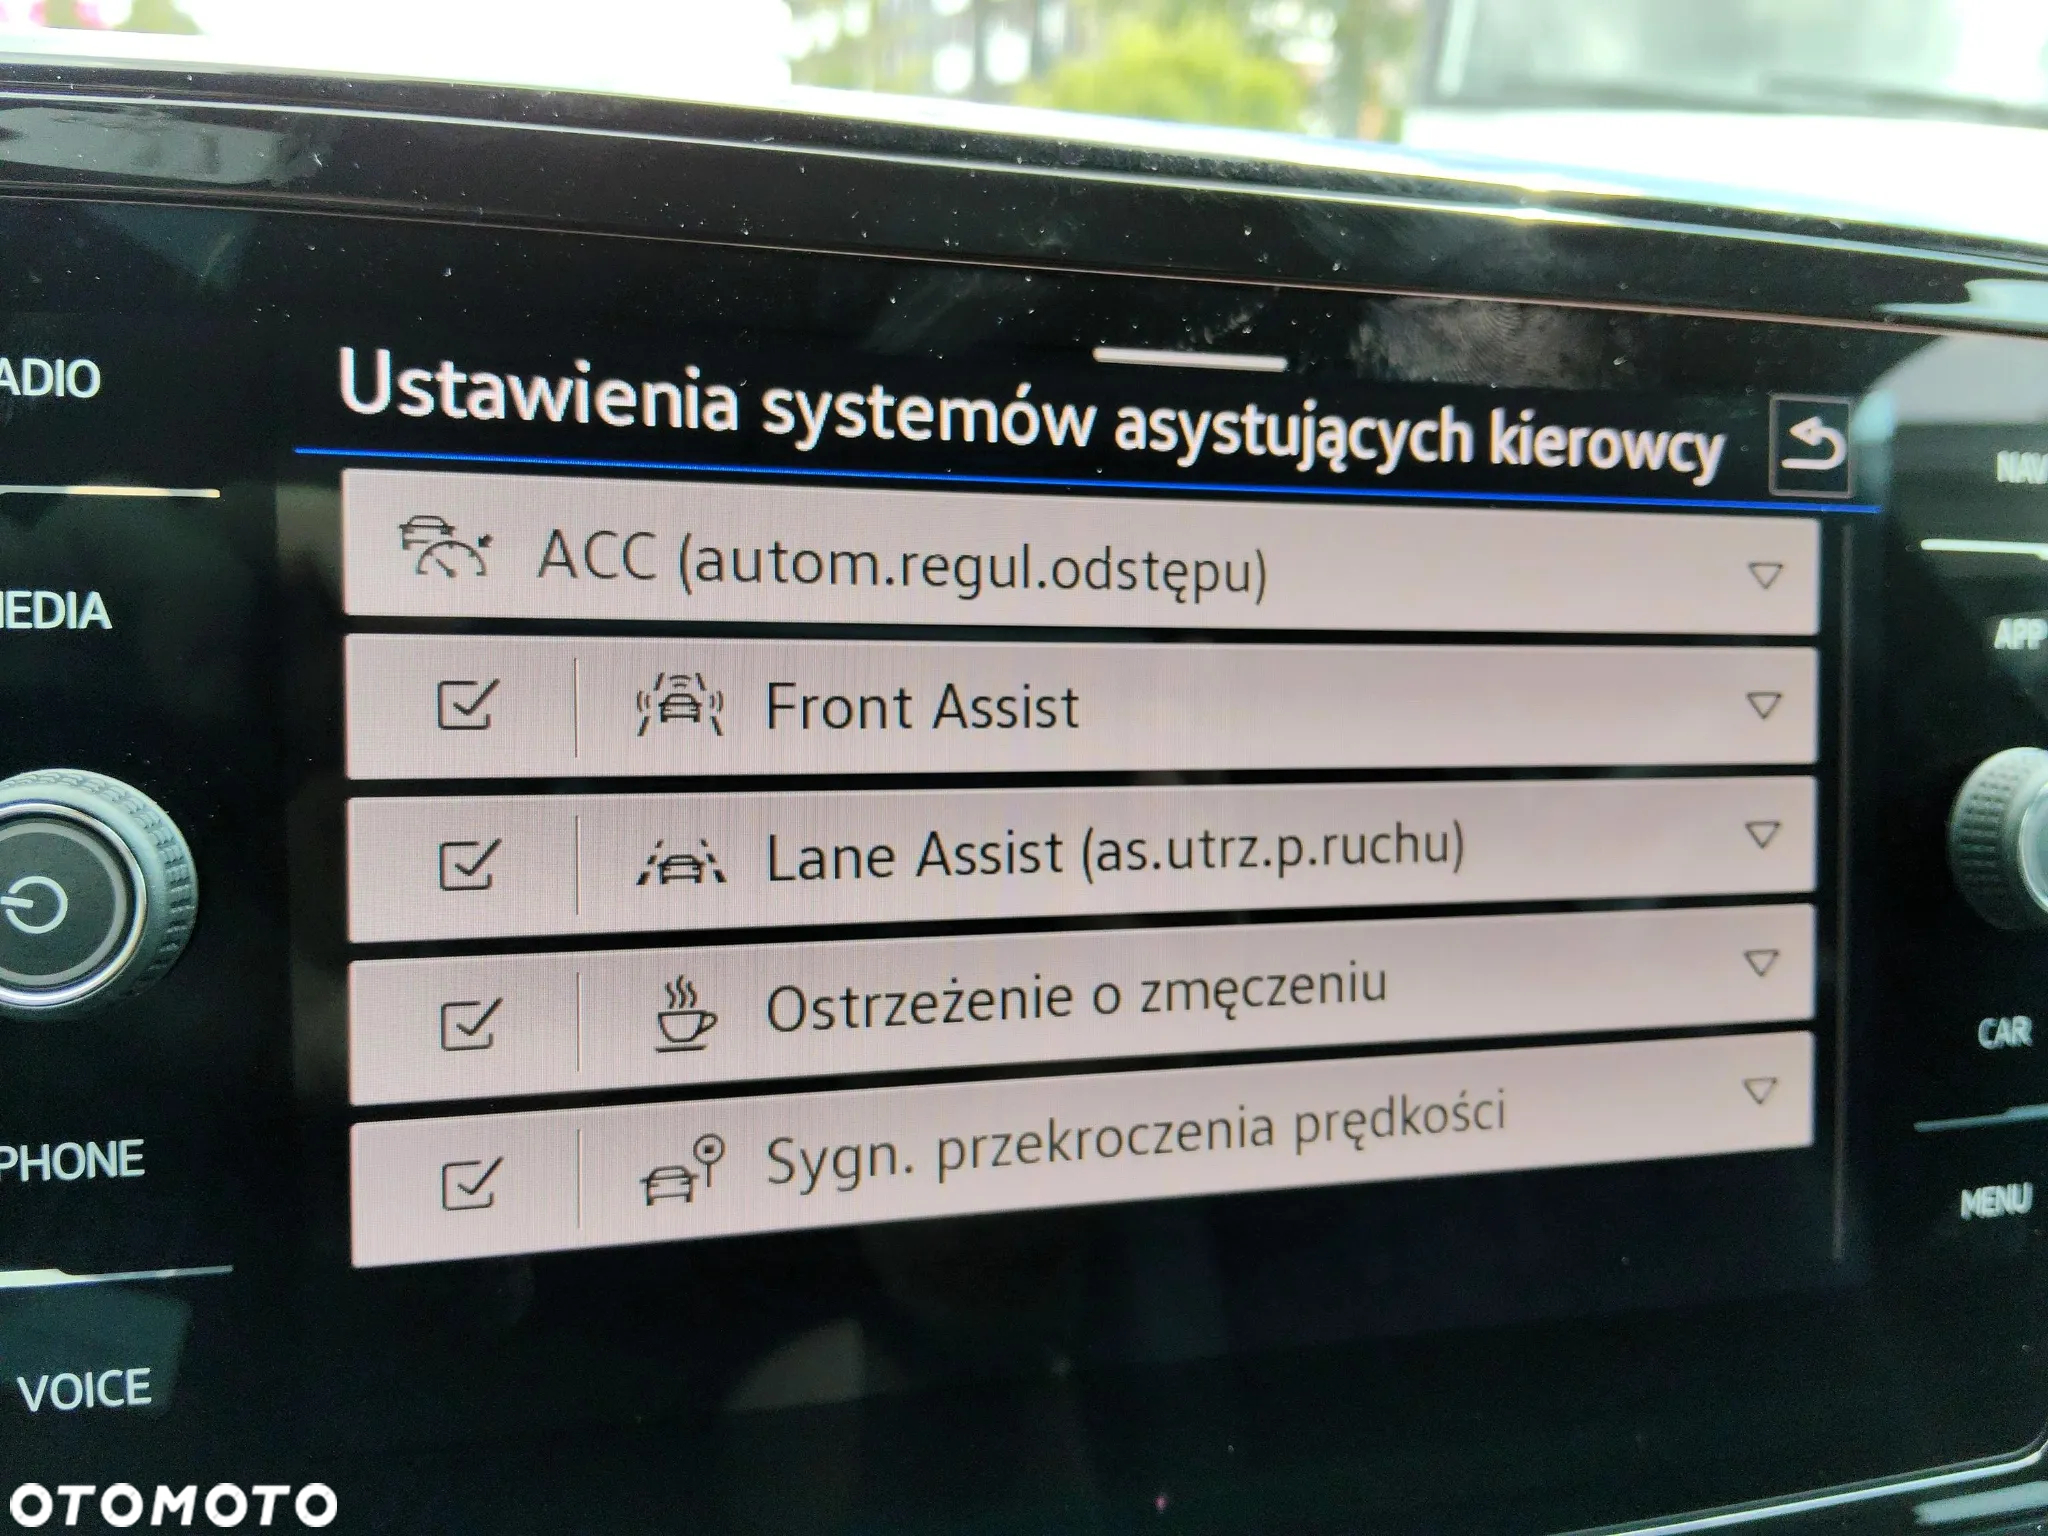 Ustawienia systemów asystujących kierowcy
ACC (autom.regul.odstępu)
Front Assist
Lane Assist (as.utrz.p.ruchu)
Ostrzeżenie o zmęczeniu
Sygn. przekroczenia prędkości
ADIO
EDIA
PHONE
VOICE
NAV
APP
CAR
MENU
OTOMOTO